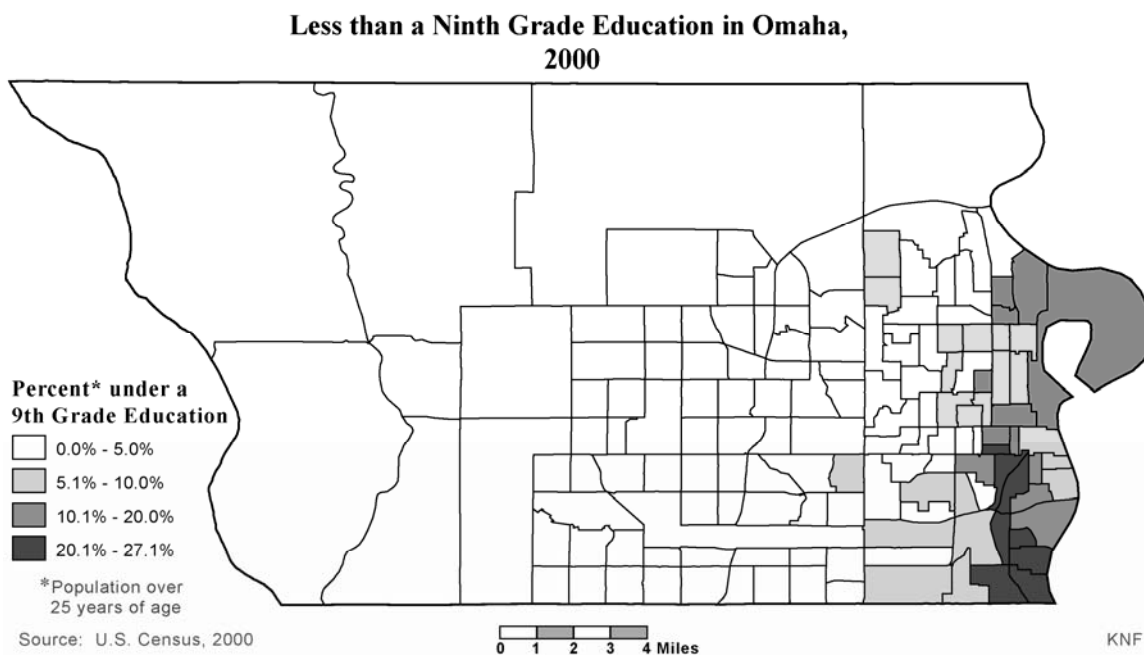 Less than a Ninth Grade Education in Omaha,
2000
Percent* under a
9th Grade Education
0.0% - 5.0%
5.1% - 10.0%
10.1% - 20.0%
20.1% - 27.1%
*Population over
25 years of age
Source: U.S. Census, 2000
0 1 2 3 4 Miles
KNF